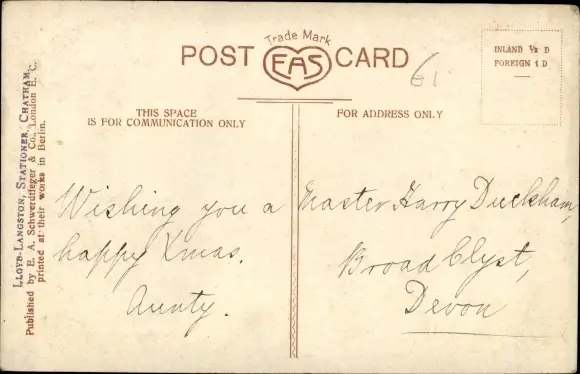 Trade Mark
POST EAS CARD
61
INLAND ½ D
FOREIGN 1 D
THIS SPACE
IS FOR COMMUNICATION ONLY
FOR ADDRESS ONLY
LLOYD-LANGSTON, STATIONER, CHATHAM.
Published by E. A. Schwerdtfeger & Co., London E. C.
printed at their works in Berlin.
Wishing you a
happy Xmas.
Aunty.
Master Harry Duckham,
Broad Clyst,
Devon